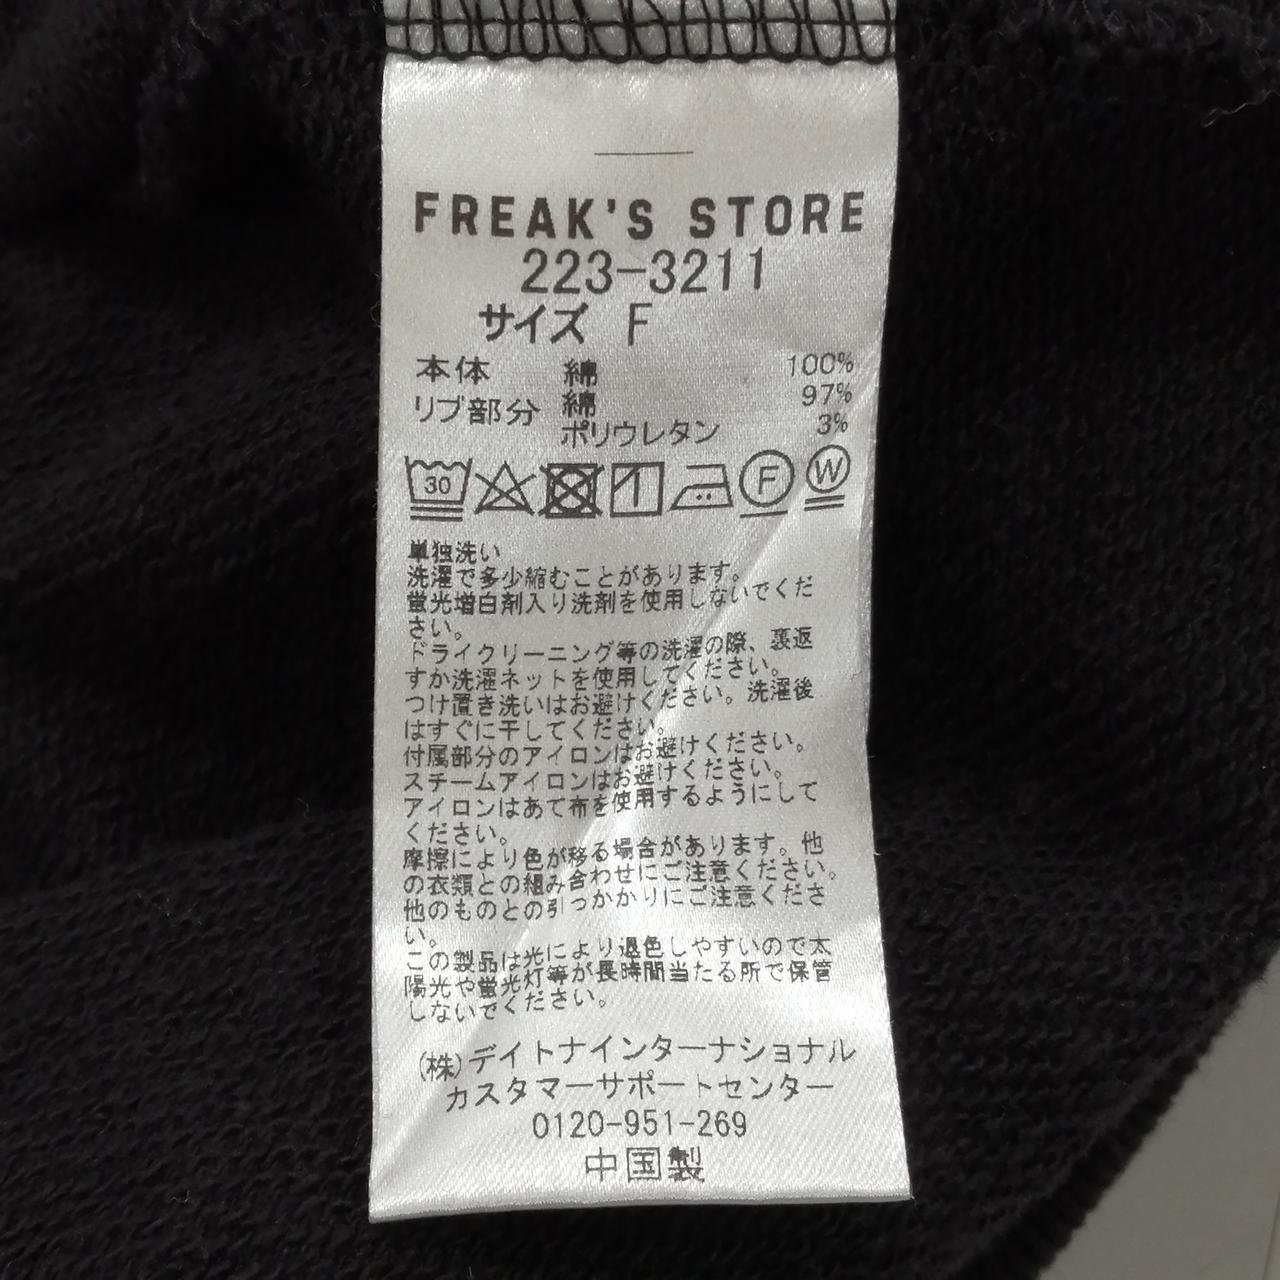 FREAK'S STORE
223-3211
サイズ F
本体 綿 100%
リブ部分 綿 97%
ポリウレタン 3%
30 F W
単独洗い
洗濯で多少縮むことがあります。
蛍光増白剤入り洗剤を使用しないでくだ
さい。
ドライクリーニング等の洗濯の際、裏返
すか洗濯ネットを使用してください。
つけ置き洗いはお避けください。洗濯後
はすぐに干してください。
付属部分のアイロンはお避けください。
スチームアイロンはお避けください。
アイロンはあて布を使用するようにして
ください。
摩擦により色が移る場合があります。他
の衣類との組み合わせにご注意ください。
他のものとの引っかかりにご注意くださ
い。
この製品は光により退色しやすいので太
陽光や蛍光灯等が長時間当たる所で保管
しないでください。
(株)デイトナインターナショナル
カスタマーサポートセンター
0120-951-269
中国製